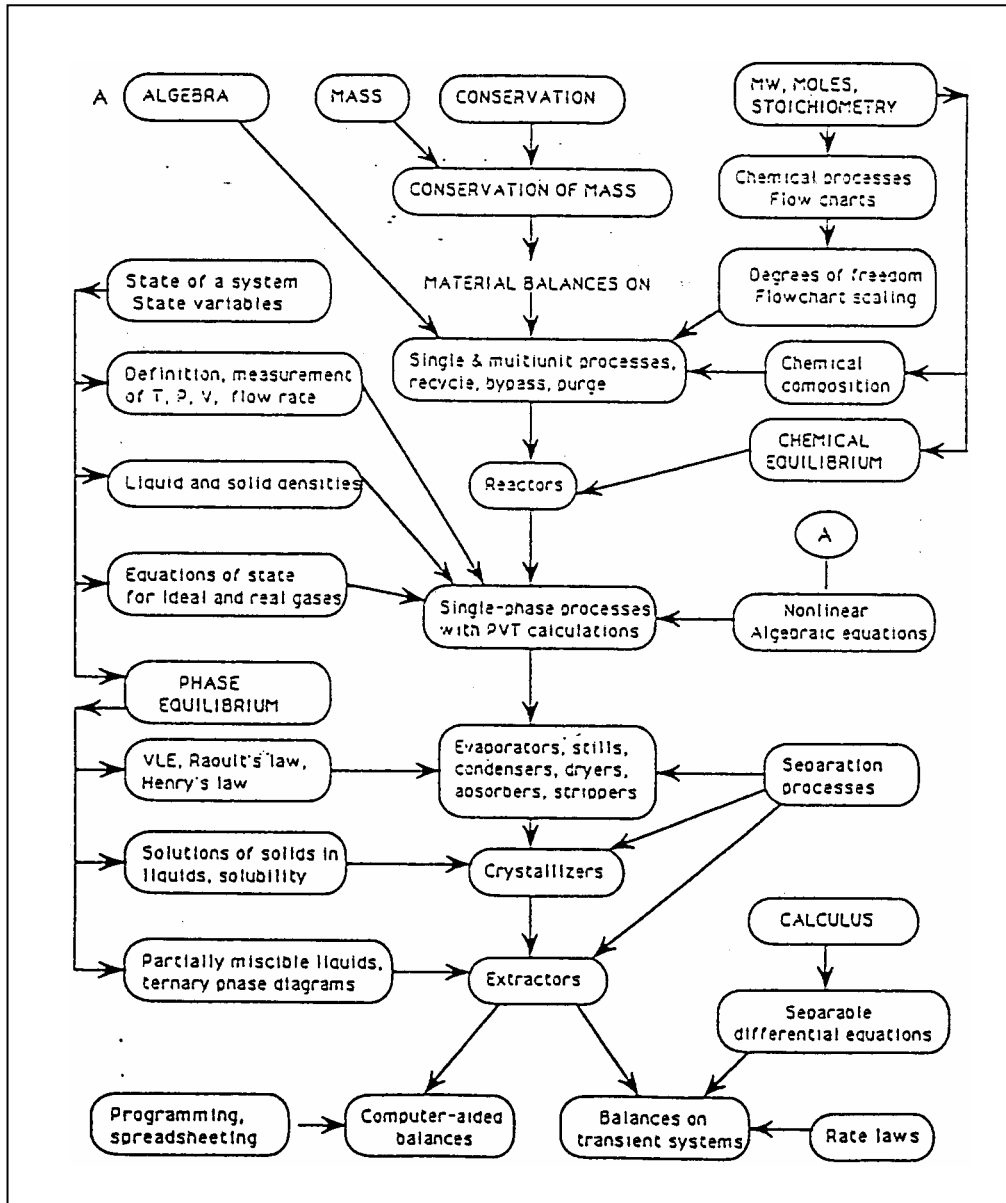 A
ALGEBRA
MASS
CONSERVATION
MW, MOLES,
STOICHIOMETRY
CONSERVATION OF MASS
Chemical processes
Flow charts
State of a system
State variables
MATERIAL BALANCES ON
Degrees of freedom
Flowchart scaling
Definition, measurement
of T, P, V, flow rate
Single & multiunit processes,
recycle, bypass, purge
Chemical
composition
Liquid and solid densities
Reactors
CHEMICAL
EQUILIBRIUM
A
Equations of state
for ideal and real gases
Single-phase processes
with PVT calculations
Nonlinear
Algebraic equations
PHASE
EQUILIBRIUM
VLE, Raoult's law,
Henry's law
Evaporators, stills,
condensers, dryers,
absorbers, strippers
Separation
processes
Solutions of solids in
liquids, solubility
Crystallizers
CALCULUS
Partially miscible liquids,
ternary phase diagrams
Extractors
Separable
differential equations
Programming,
spreadsheeting
Computer-aided
balances
Balances on
transient systems
Rate laws